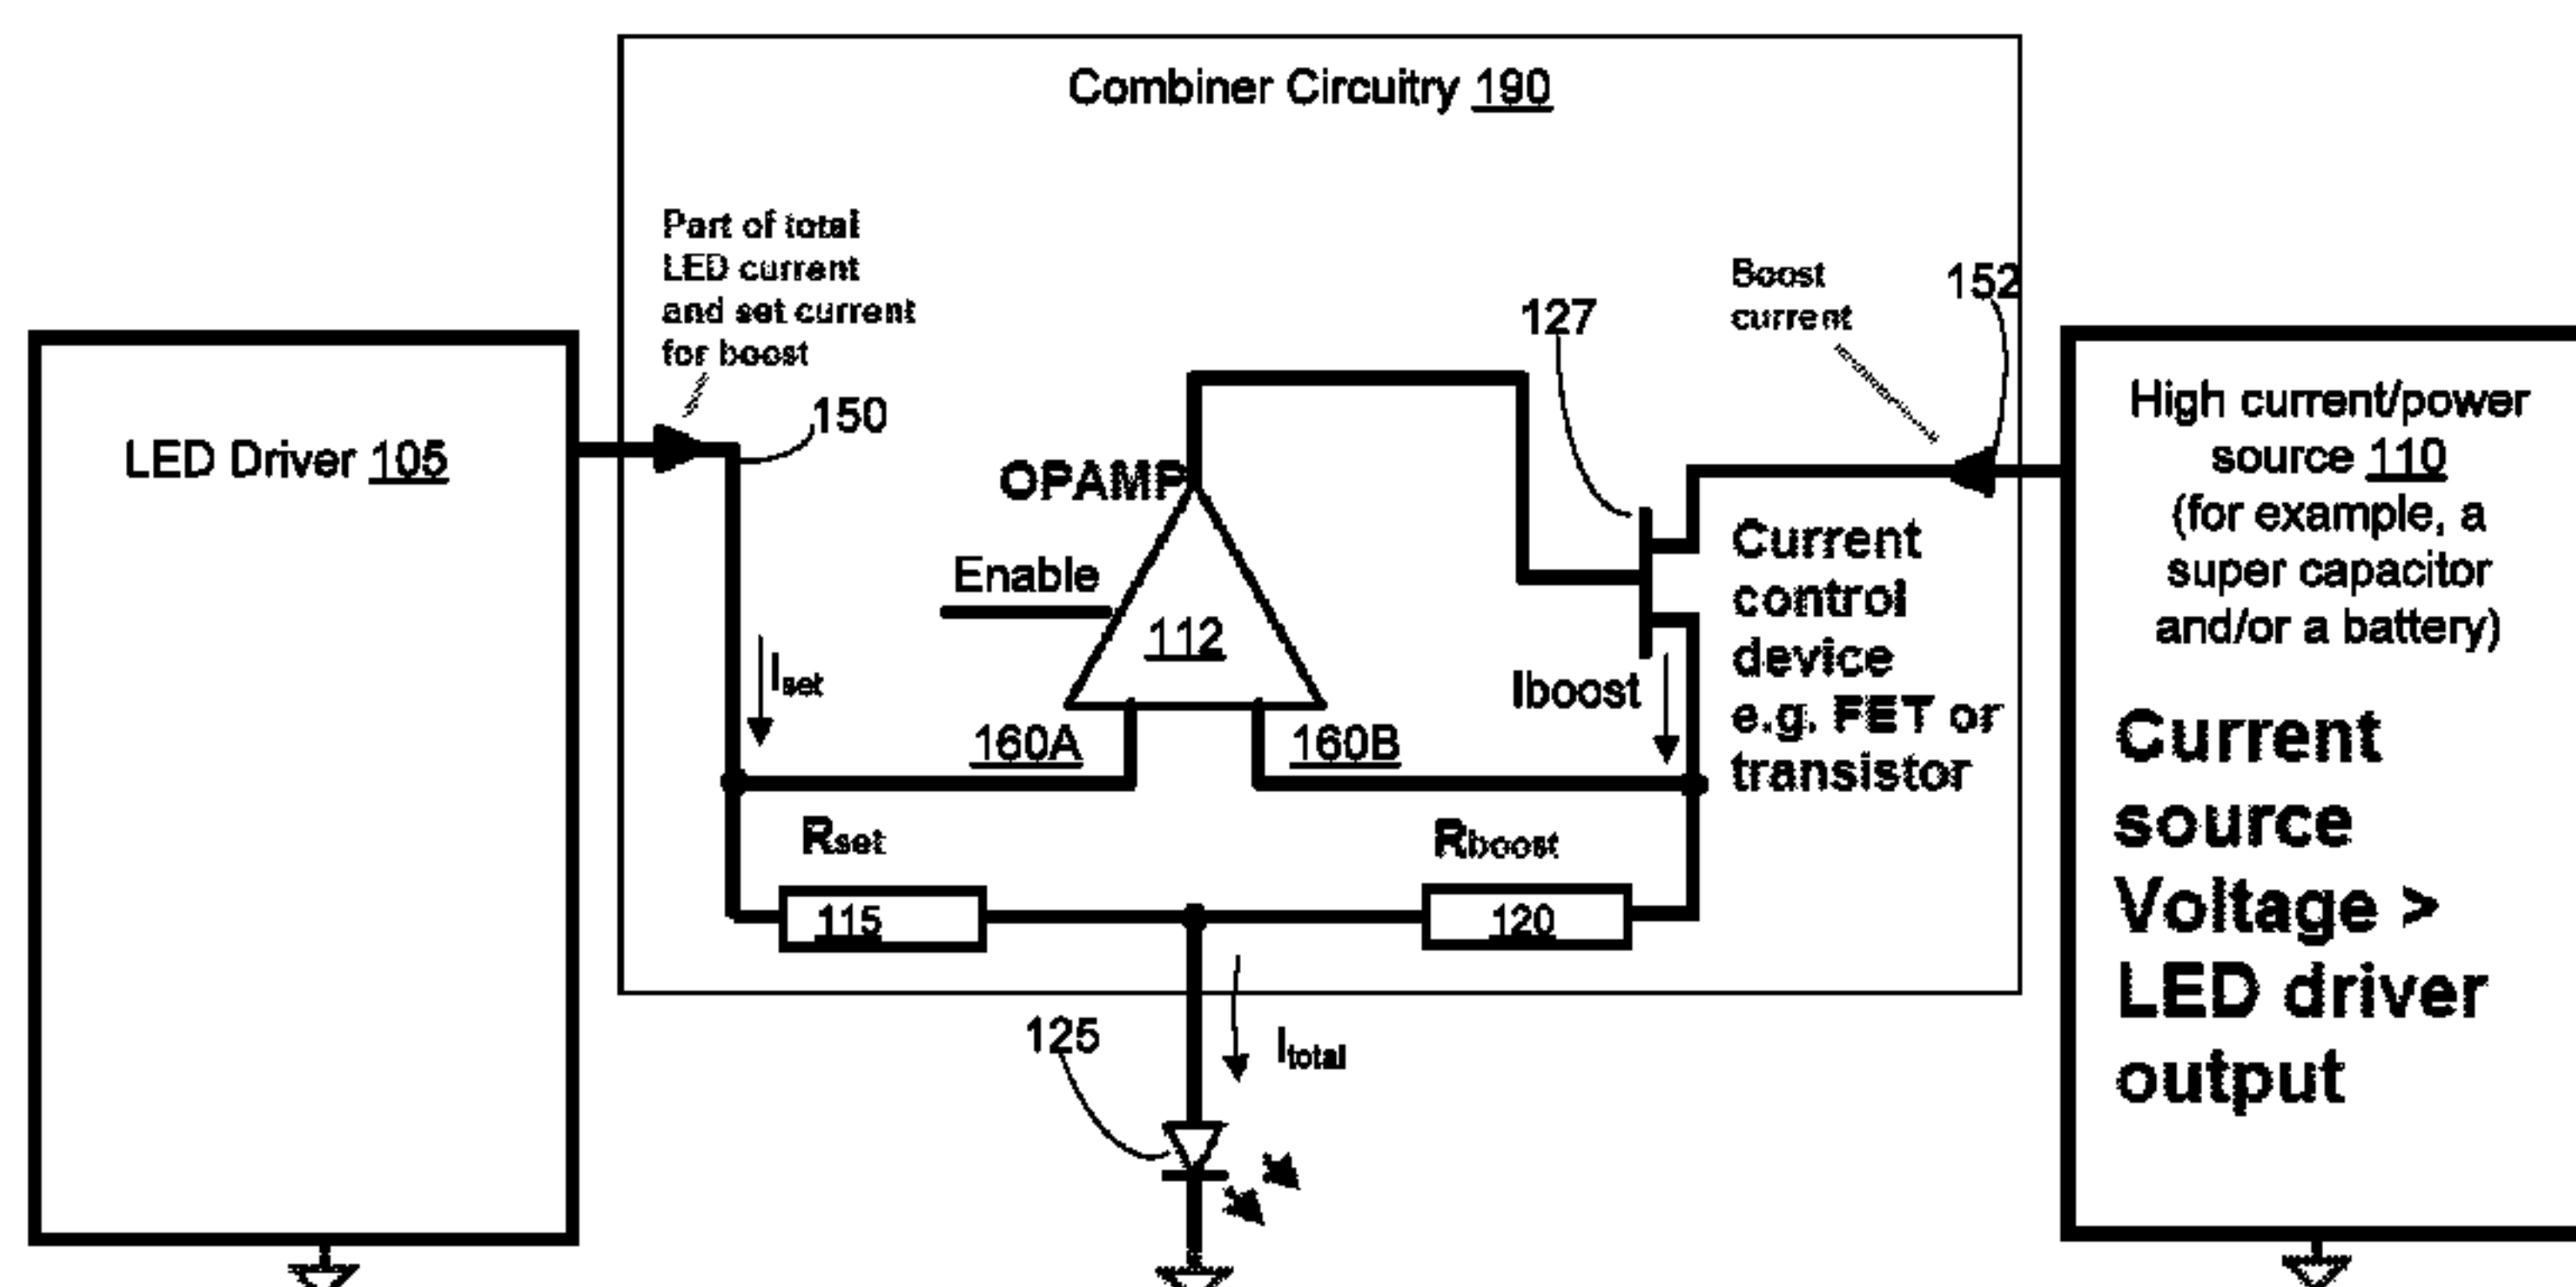 Combiner Circuitry 190
Part of total
LED current
and set current
for boost
150
LED Driver 105
OPAMP
Enable
112
127
Boost
current
152
Current
control
device
e.g. FET or
transistor
Iset
Iboost
160A
160B
Rset
Rboost
115
120
125
Itotal
High current/power
source 110
(for example, a
super capacitor
and/or a battery)
Current
source
Voltage >
LED driver
output